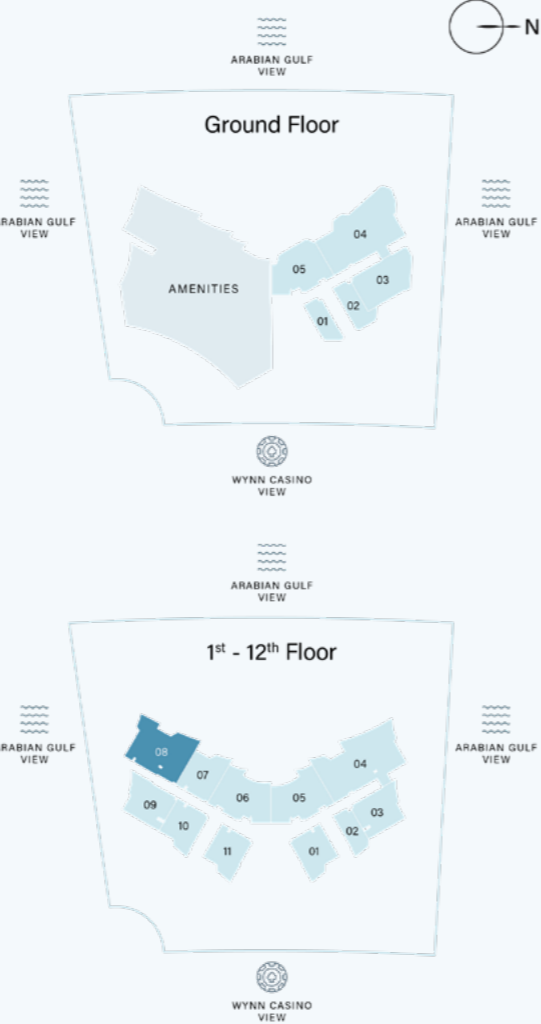 N
ARABIAN GULF
VIEW
Ground Floor
RABIAN GULF
VIEW
ARABIAN GULF
VIEW
04
05
AMENITIES
03
02
01
WYNN CASINO
VIEW
ARABIAN GULF
VIEW
1st - 12th Floor
RABIAN GULF
VIEW
ARABIAN GULF
VIEW
08
07
04
06
05
09
03
10
02
11
01
WYNN CASINO
VIEW